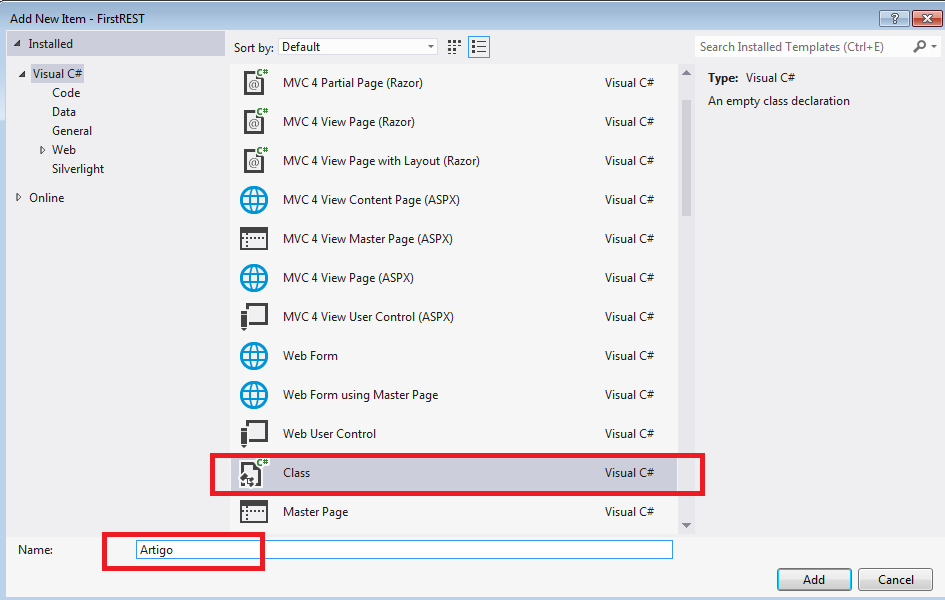 Add New Item - FirstREST
?
Installed
Sort by: Default
Search Installed Templates (Ctrl+E)
Visual C#
Code
Data
General
Web
Silverlight
Online
C# MVC 4 Partial Page (Razor) Visual C#
C# MVC 4 View Page (Razor) Visual C#
C# MVC 4 View Page with Layout (Razor) Visual C#
MVC 4 View Content Page (ASPX) Visual C#
MVC 4 View Master Page (ASPX) Visual C#
MVC 4 View Page (ASPX) Visual C#
MVC 4 View User Control (ASPX) Visual C#
Web Form Visual C#
Web Form using Master Page Visual C#
Web User Control Visual C#
C# Class Visual C#
Master Page Visual C#
Type: Visual C#
An empty class declaration
Name: Artigo
Add Cancel